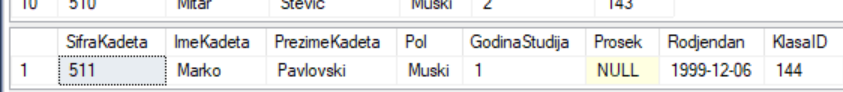 10 510 Mitar Stevic Muski 2 143
SifraKadeta ImeKadeta PrezimeKadeta Pol GodinaStudija Prosek Rodjendan KlasaID
1 511 Marko Pavlovski Muski 1 NULL 1999-12-06 144